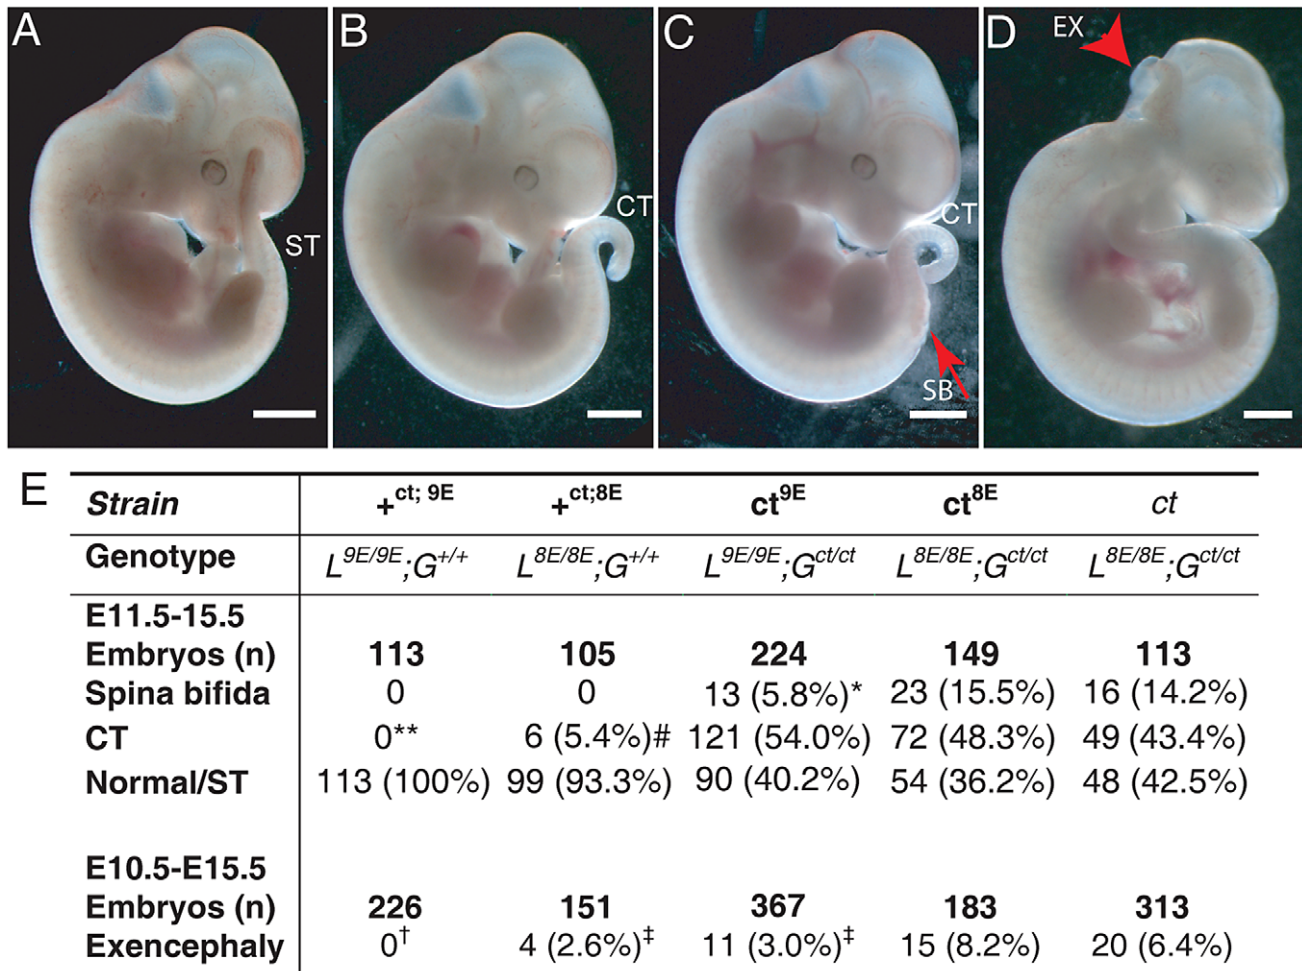 A
B
C
D
EX
ST
CT
CT
SB
E
Strain +ct; 9E +ct;8E ct9E ct8E ct
Genotype L9E/9E;G+/+ L8E/8E;G+/+ L9E/9E;Gct/ct L8E/8E;Gct/ct L8E/8E;Gct/ct
E11.5-15.5
Embryos (n) 113 105 224 149 113
Spina bifida 0 0 13 (5.8%)* 23 (15.5%) 16 (14.2%)
CT 0** 6 (5.4%)# 121 (54.0%) 72 (48.3%) 49 (43.4%)
Normal/ST 113 (100%) 99 (93.3%) 90 (40.2%) 54 (36.2%) 48 (42.5%)
E10.5-E15.5
Embryos (n) 226 151 367 183 313
Exencephaly 0† 4 (2.6%)‡ 11 (3.0%)‡ 15 (8.2%) 20 (6.4%)